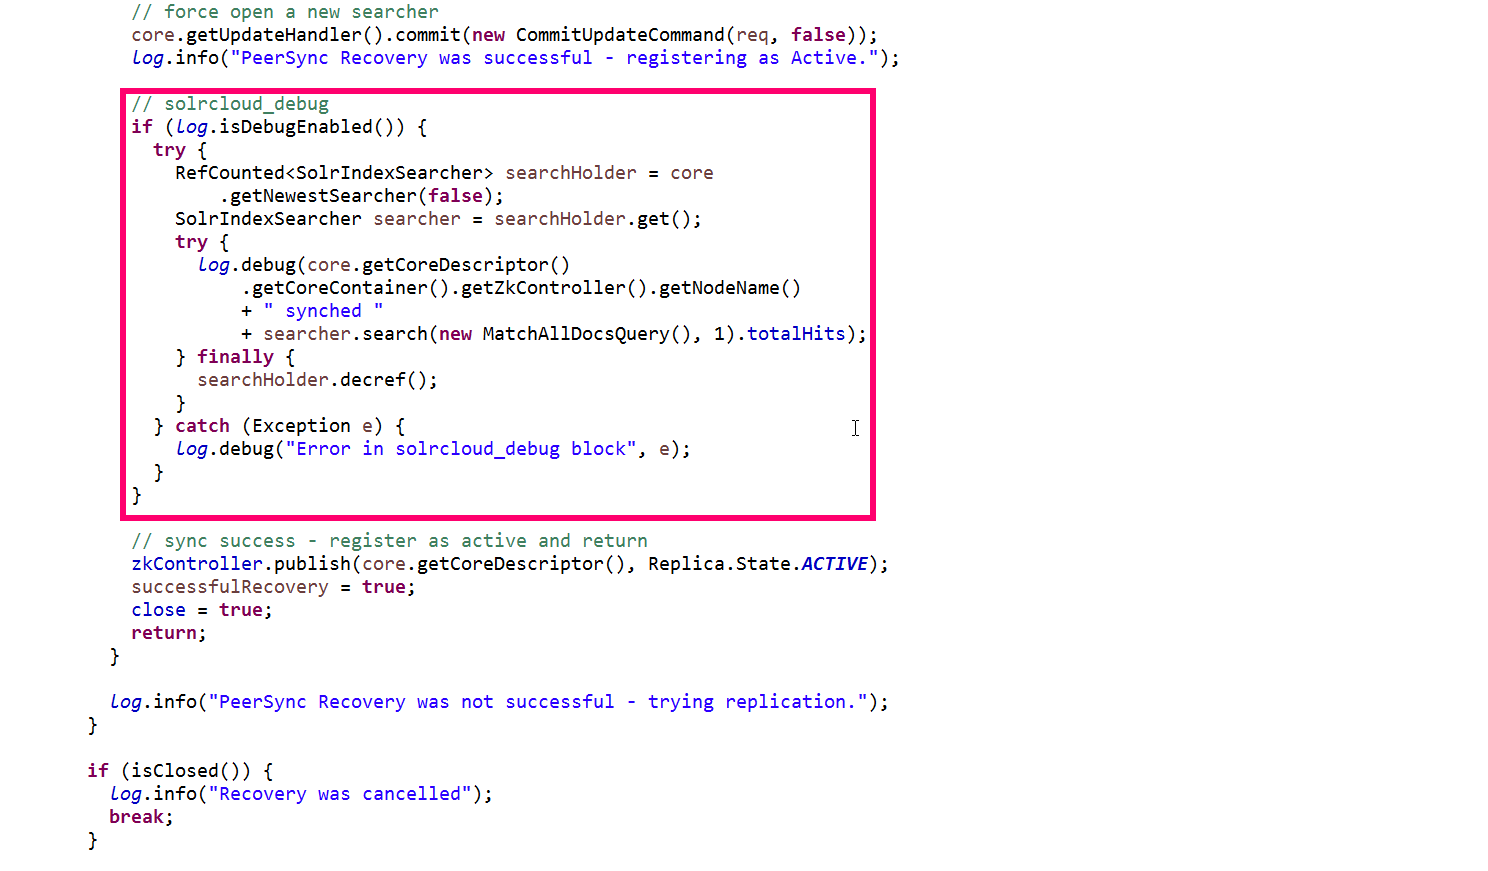 // force open a new searcher
core.getUpdateHandler().commit(new CommitUpdateCommand(req, false));
log.info("PeerSync Recovery was successful - registering as Active.");
// solrcloud_debug
if (log.isDebugEnabled()) {
try {
RefCounted<SolrIndexSearcher> searchHolder = core
.getNewestSearcher(false);
SolrIndexSearcher searcher = searchHolder.get();
try {
log.debug(core.getCoreDescriptor()
.getCoreContainer().getZkController().getNodeName()
+ " synched "
+ searcher.search(new MatchAllDocsQuery(), 1).totalHits);
} finally {
searchHolder.decref();
}
} catch (Exception e) {
log.debug("Error in solrcloud_debug block", e);
}
}
// sync success - register as active and return
zkController.publish(core.getCoreDescriptor(), Replica.State.ACTIVE);
successfulRecovery = true;
close = true;
return;
}
log.info("PeerSync Recovery was not successful - trying replication.");
}
if (isClosed()) {
log.info("Recovery was cancelled");
break;
}